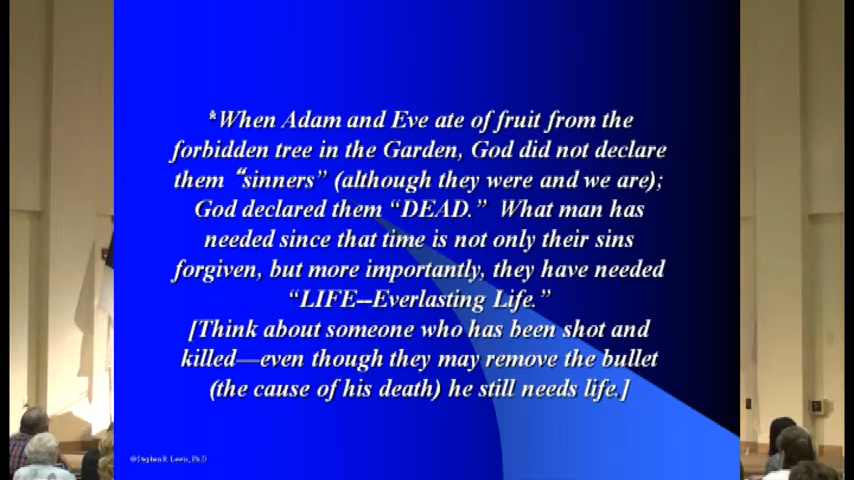 *When Adam and Eve ate of fruit from the
forbidden tree in the Garden, God did not declare
them “sinners” (although they were and we are);
God declared them “DEAD.” What man has
needed since that time is not only their sins
forgiven, but more importantly, they have needed
“LIFE--Everlasting Life.”
[Think about someone who has been shot and
killed—even though they may remove the bullet
(the cause of his death) he still needs life.]
©Stephen R. Lewis, Ph.D